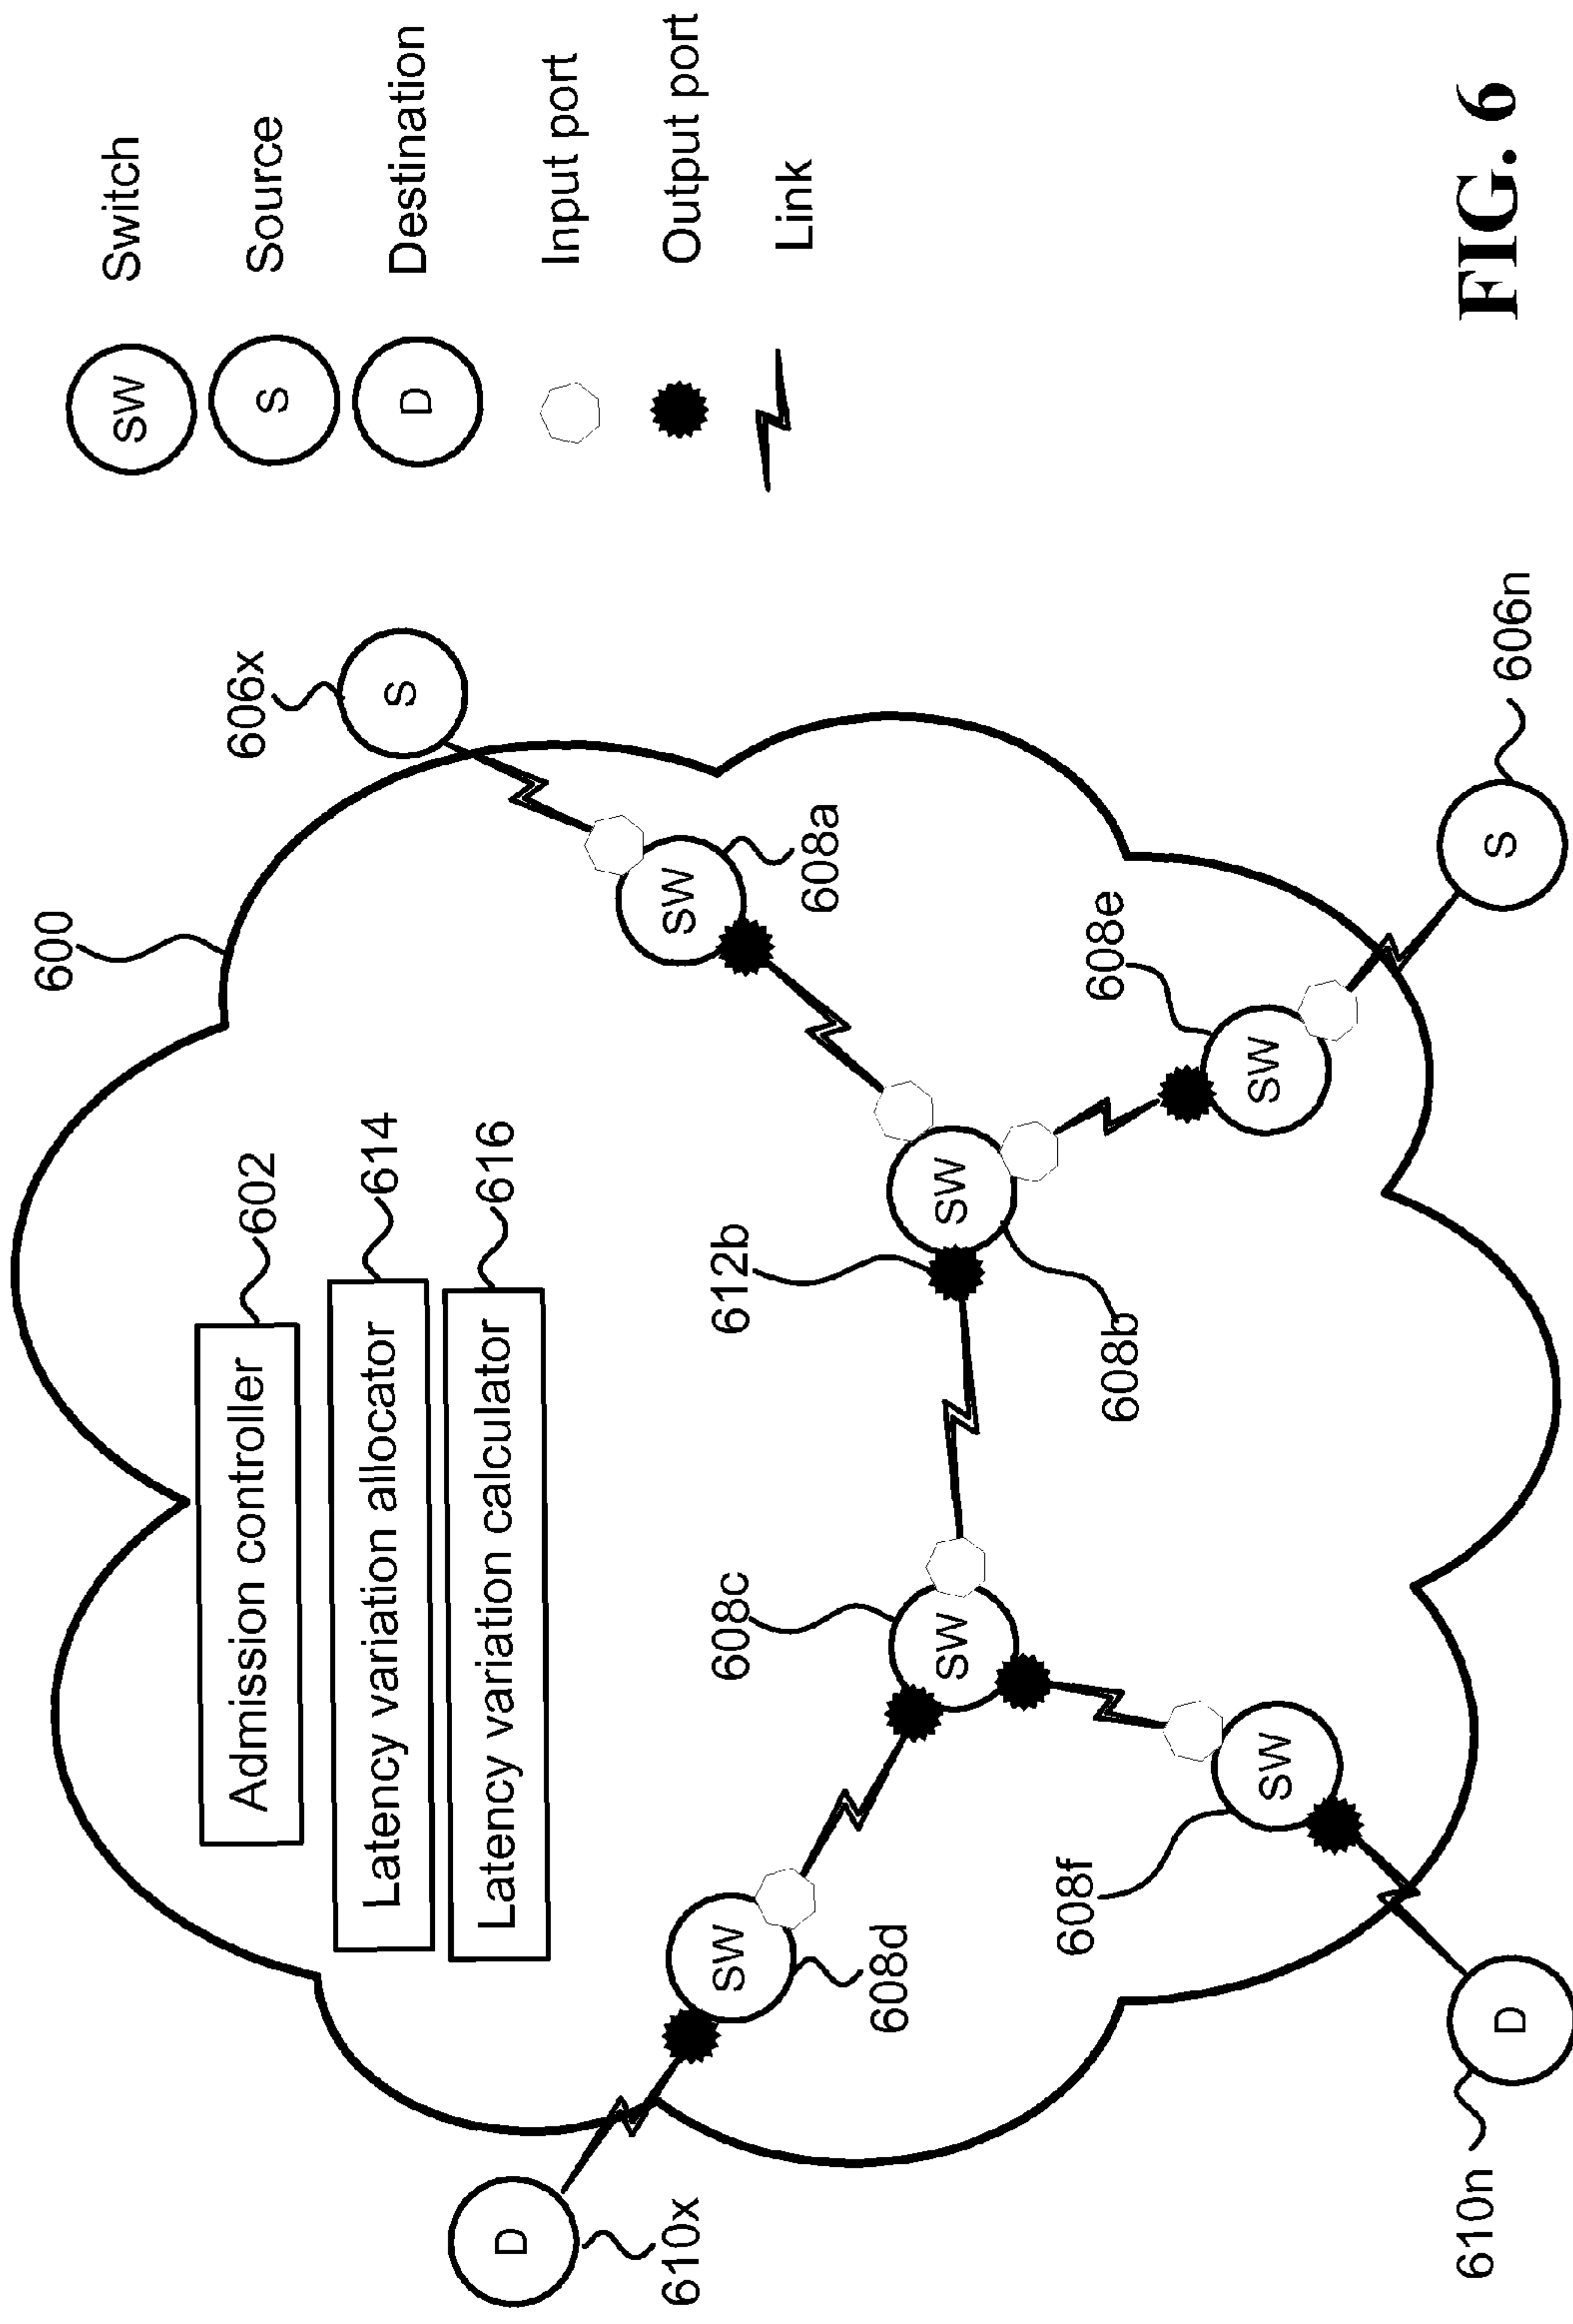 600
602
Admission controller
614
Latency variation allocator
616
Latency variation calculator
D
610x
SW
608d
608c
SW
612b
SW
608b
SW
608a
S
606x
608f
SW
608e
SW
D
610n
S
606n
SW Switch
S Source
D Destination
Input port
Output port
Link
FIG. 6